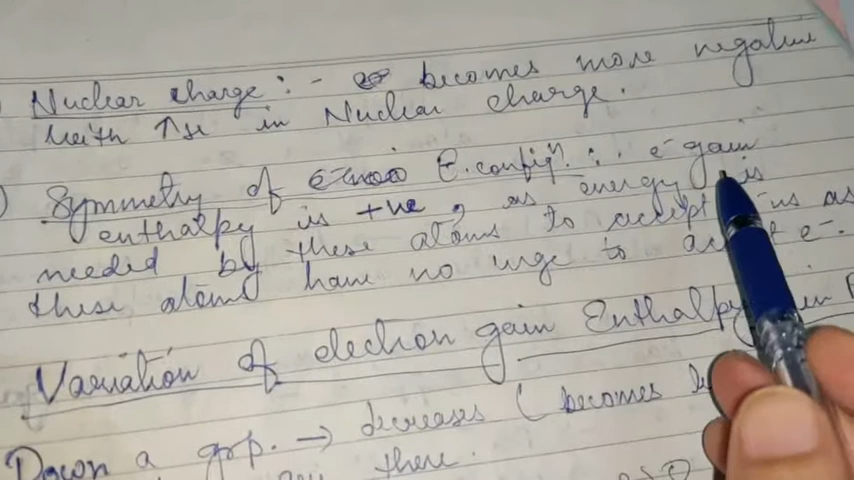 Nuclear charge : - becomes more negative
with ↑se in Nuclear charge.
Symmetry of E. configⁿ. : . e⁻ gain
enthalpy is +ve, as energy is
needed by these atoms to accept as
these atoms have no urge to e⁻.
Variation of electron gain Enthalpy in
Down a grp. → decreases ( becomes
there.